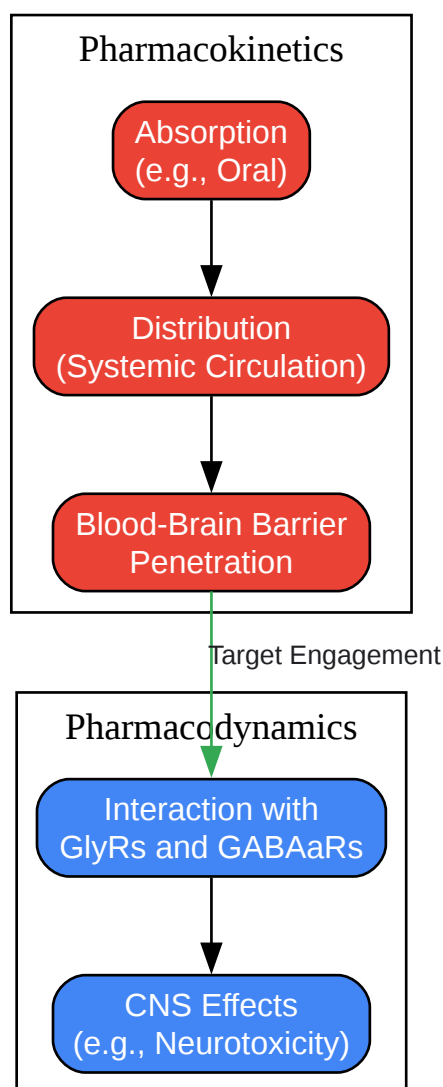 Pharmacokinetics
Absorption
(e.g., Oral)
Distribution
(Systemic Circulation)
Blood-Brain Barrier
Penetration
Target Engagement
Pharmacodynamics
Interaction with
GlyRs and GABAaRs
CNS Effects
(e.g., Neurotoxicity)